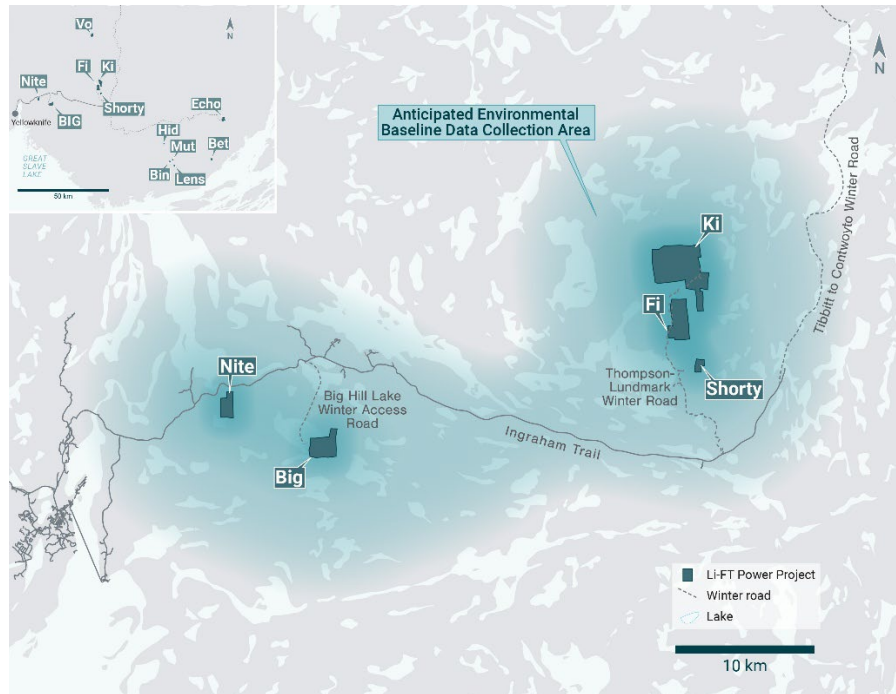 Vo
N
Fi
Ki
Nite
Shorty
Echo
Yellowknife
BIG
Hid
Mut
Bet
GREAT
SLAVE
LAKE
Bin
Lens
50 km
N
Anticipated Environmental
Baseline Data Collection Area
Tibbitt to Contwoyto Winter Road
Ki
Fi
Nite
Shorty
Thompson-
Lundmark
Winter Road
Big Hill Lake
Winter Access
Road
Ingraham Trail
Big
Li-FT Power Project
Winter road
Lake
10 km